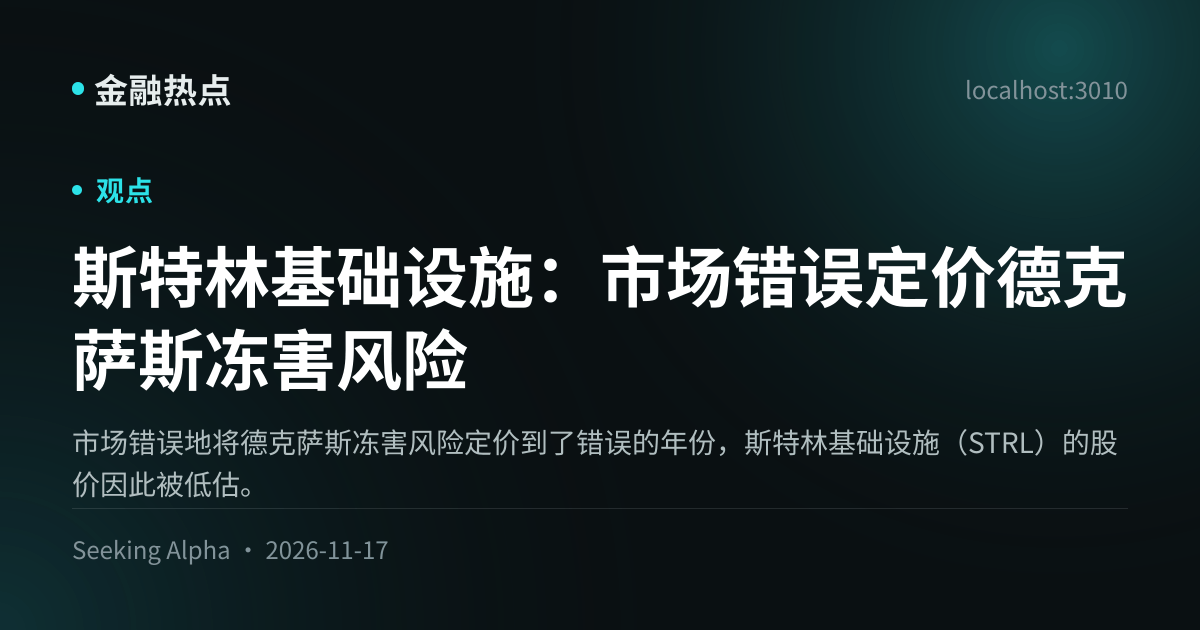 金融热点
localhost:3010
观点
斯特林基础设施：市场错误定价德克
萨斯冻害风险
市场错误地将德克萨斯冻害风险定价到了错误的年份，斯特林基础设施（STRL）的股
价因此被低估。
Seeking Alpha · 2026-11-17